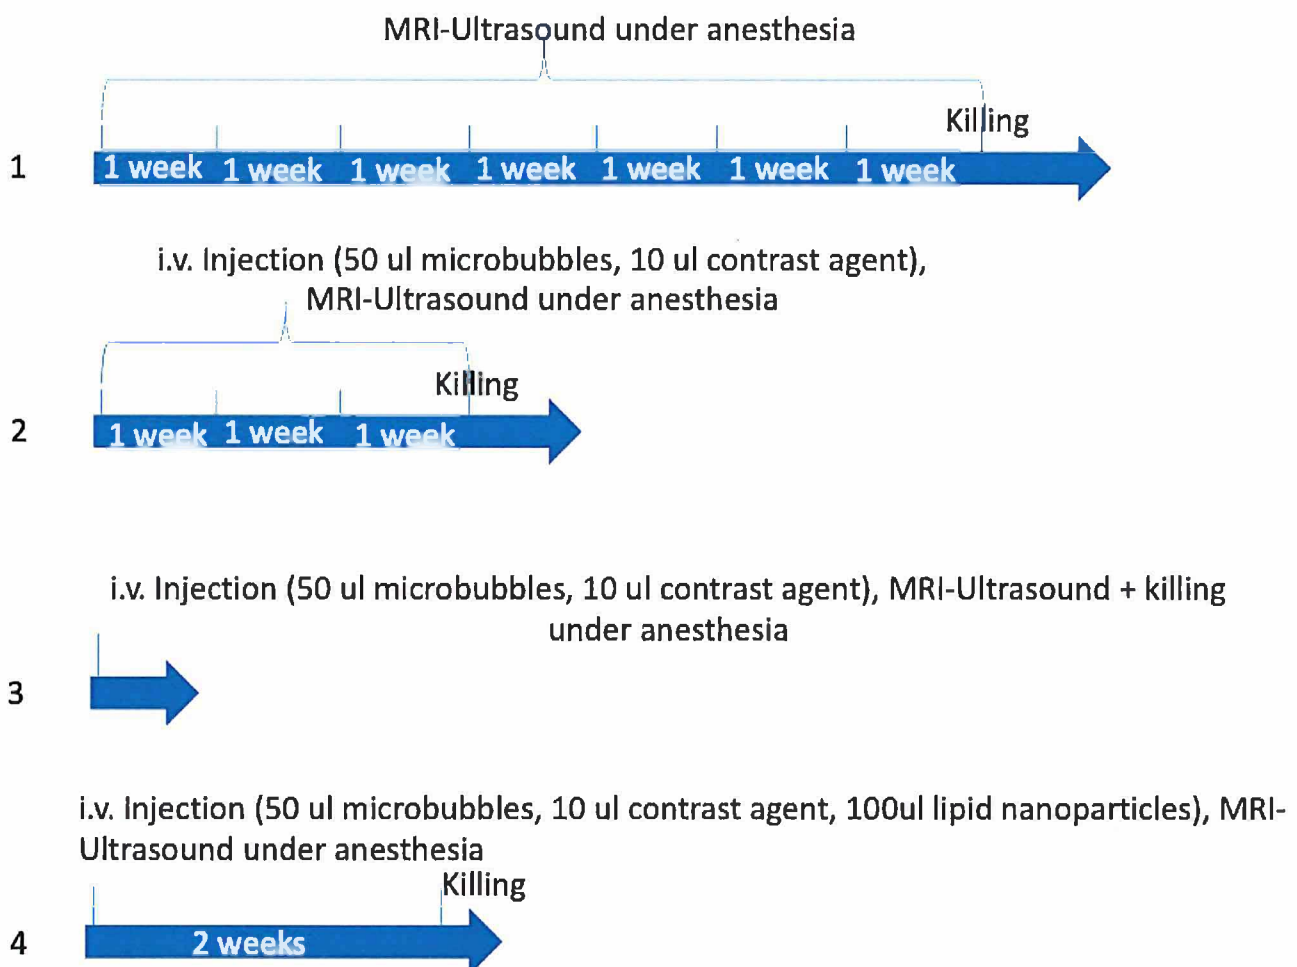 MRI-Ultrasound under anesthesia
Killing
1
1 week 1 week 1 week 1 week 1 week 1 week 1 week
i.v. Injection (50 ul microbubbles, 10 ul contrast agent),
MRI-Ultrasound under anesthesia
Killing
2
1 week 1 week 1 week
i.v. Injection (50 ul microbubbles, 10 ul contrast agent), MRI-Ultrasound + killing
under anesthesia
3
i.v. Injection (50 ul microbubbles, 10 ul contrast agent, 100ul lipid nanoparticles), MRI-
Ultrasound under anesthesia
Killing
4
2 weeks